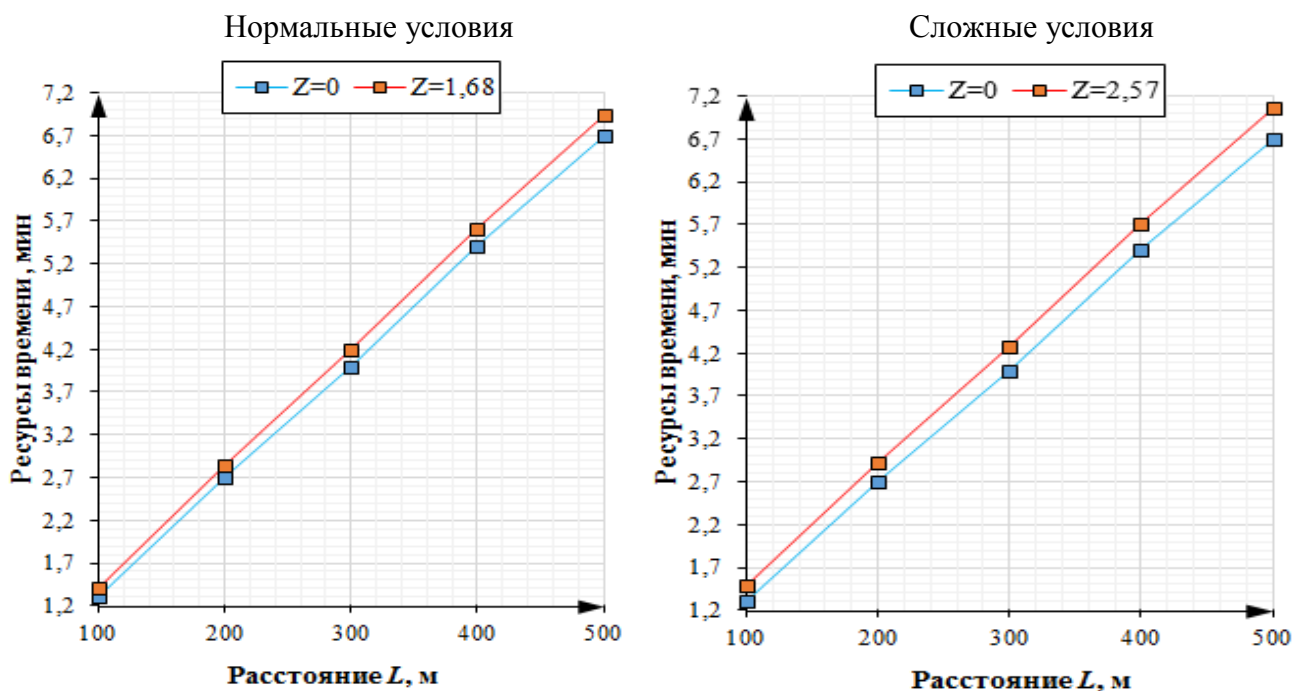 Нормальные условия
Z=0 Z=1,68
7,2
6,7
6,2
5,7
5,2
4,7
4,2
3,7
3,2
2,7
2,2
1,7
1,2
Ресурсы времени, мин
100 200 300 400 500
Расстояние L, м
Сложные условия
Z=0 Z=2,57
7,2
6,7
6,2
5,7
5,2
4,7
4,2
3,7
3,2
2,7
2,2
1,7
1,2
Ресурсы времени, мин
100 200 300 400 500
Расстояние L, м